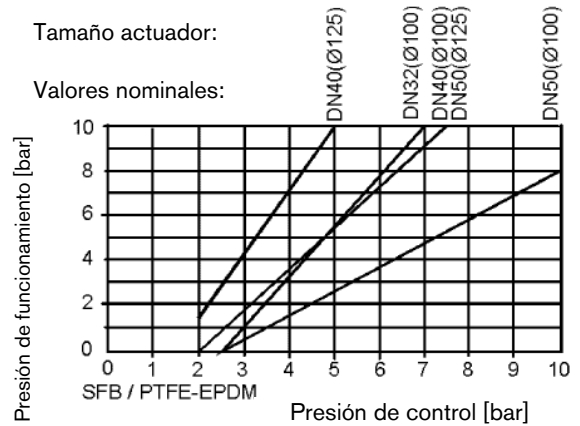 Tamaño actuador:
Valores nominales:
DN40(Ø125)
DN32(Ø100)
DN40(Ø100)
DN50(Ø125)
DN50(Ø100)
Presión de funcionamiento [bar]
10
8
6
4
2
0
0 1 2 3 4 5 6 7 8 9 10
SFB / PTFE-EPDM
Presión de control [bar]